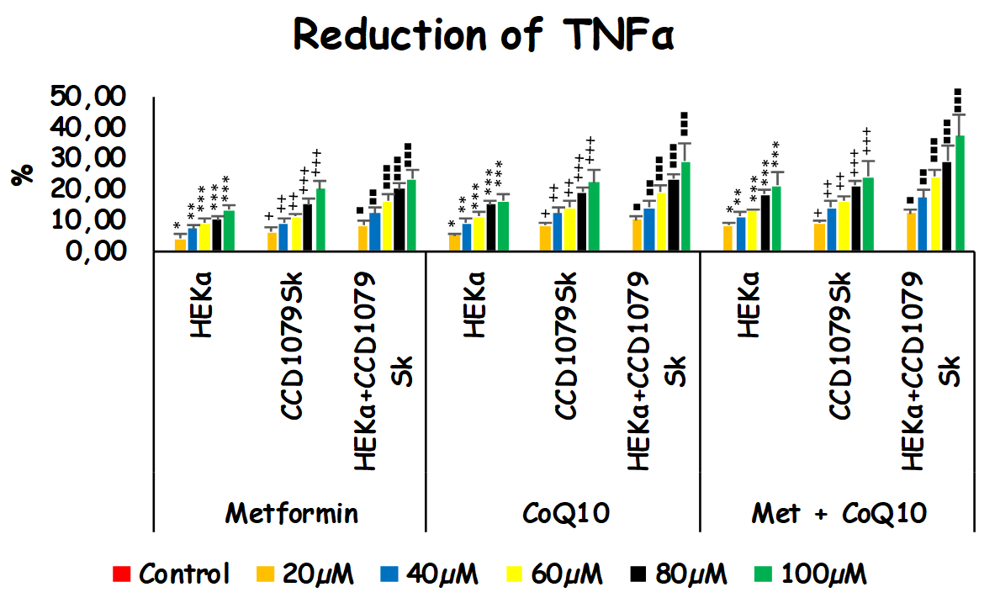 Reduction of TNFα
%
50,00
40,00
30,00
20,00
10,00
0,00
HEKa
CCD1079Sk
HEKa+CCD1079
Sk
HEKa
CCD1079Sk
HEKa+CCD1079
Sk
HEKa
CCD1079Sk
HEKa+CCD1079
Sk
Metformin
CoQ10
Met + CoQ10
Control
20µM
40µM
60µM
80µM
100µM